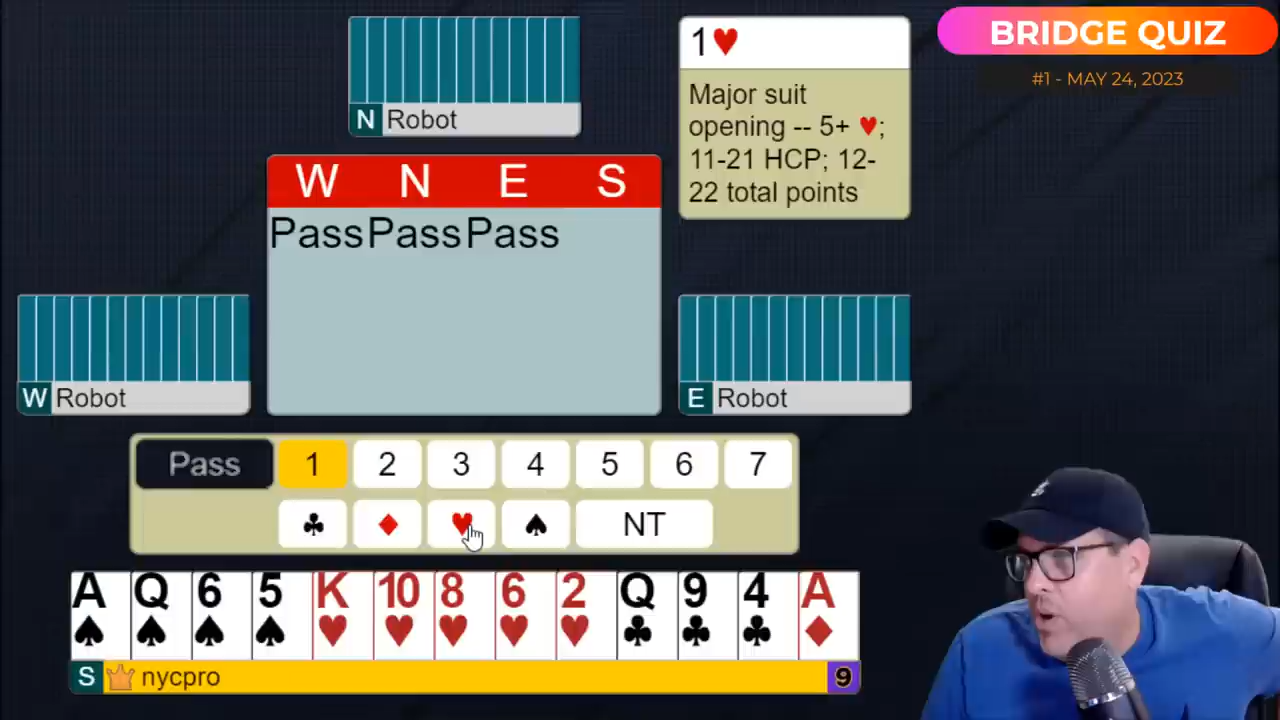 BRIDGE QUIZ
#1 - MAY 24, 2023
1♥
Major suit
opening -- 5+ ♥;
11-21 HCP; 12-
22 total points
N Robot
W N E S
Pass Pass Pass
W Robot
E Robot
Pass 1 2 3 4 5 6 7
♣ ♦ ♥ ♠ NT
A Q 6 5 K 10 8 6 2 Q 9 4 A
♠ ♠ ♠ ♠ ♥ ♥ ♥ ♥ ♥ ♣ ♣ ♣ ♦
S nycpro 9